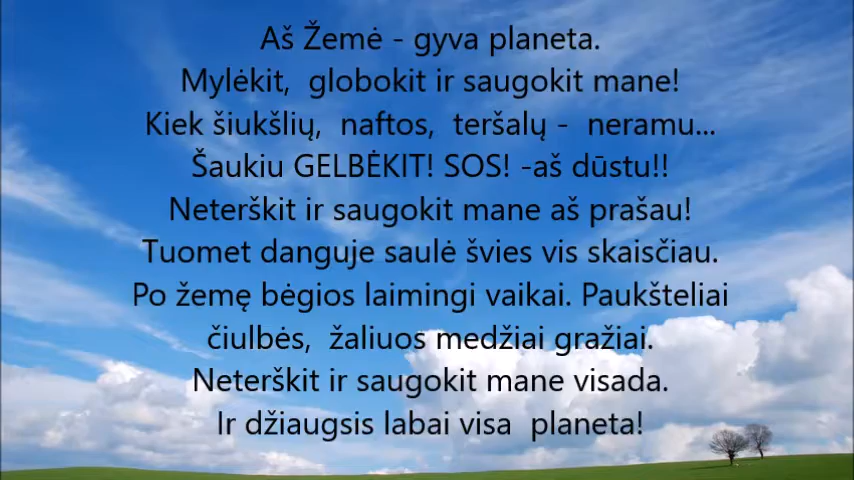 Aš Žemė - gyva planeta.
Mylėkit,  globokit ir saugokit mane!
Kiek šiukšlių,  naftos,  teršalų -  neramu...
Šaukiu GELBĖKIT! SOS! -aš dūstu!!
Neterškit ir saugokit mane aš prašau!
Tuomet danguje saulė švies vis skaisčiau.
Po žemę bėgios laimingi vaikai. Paukšteliai
čiulbės,  žaliuos medžiai gražiai.
Neterškit ir saugokit mane visada.
Ir džiaugsis labai visa  planeta!